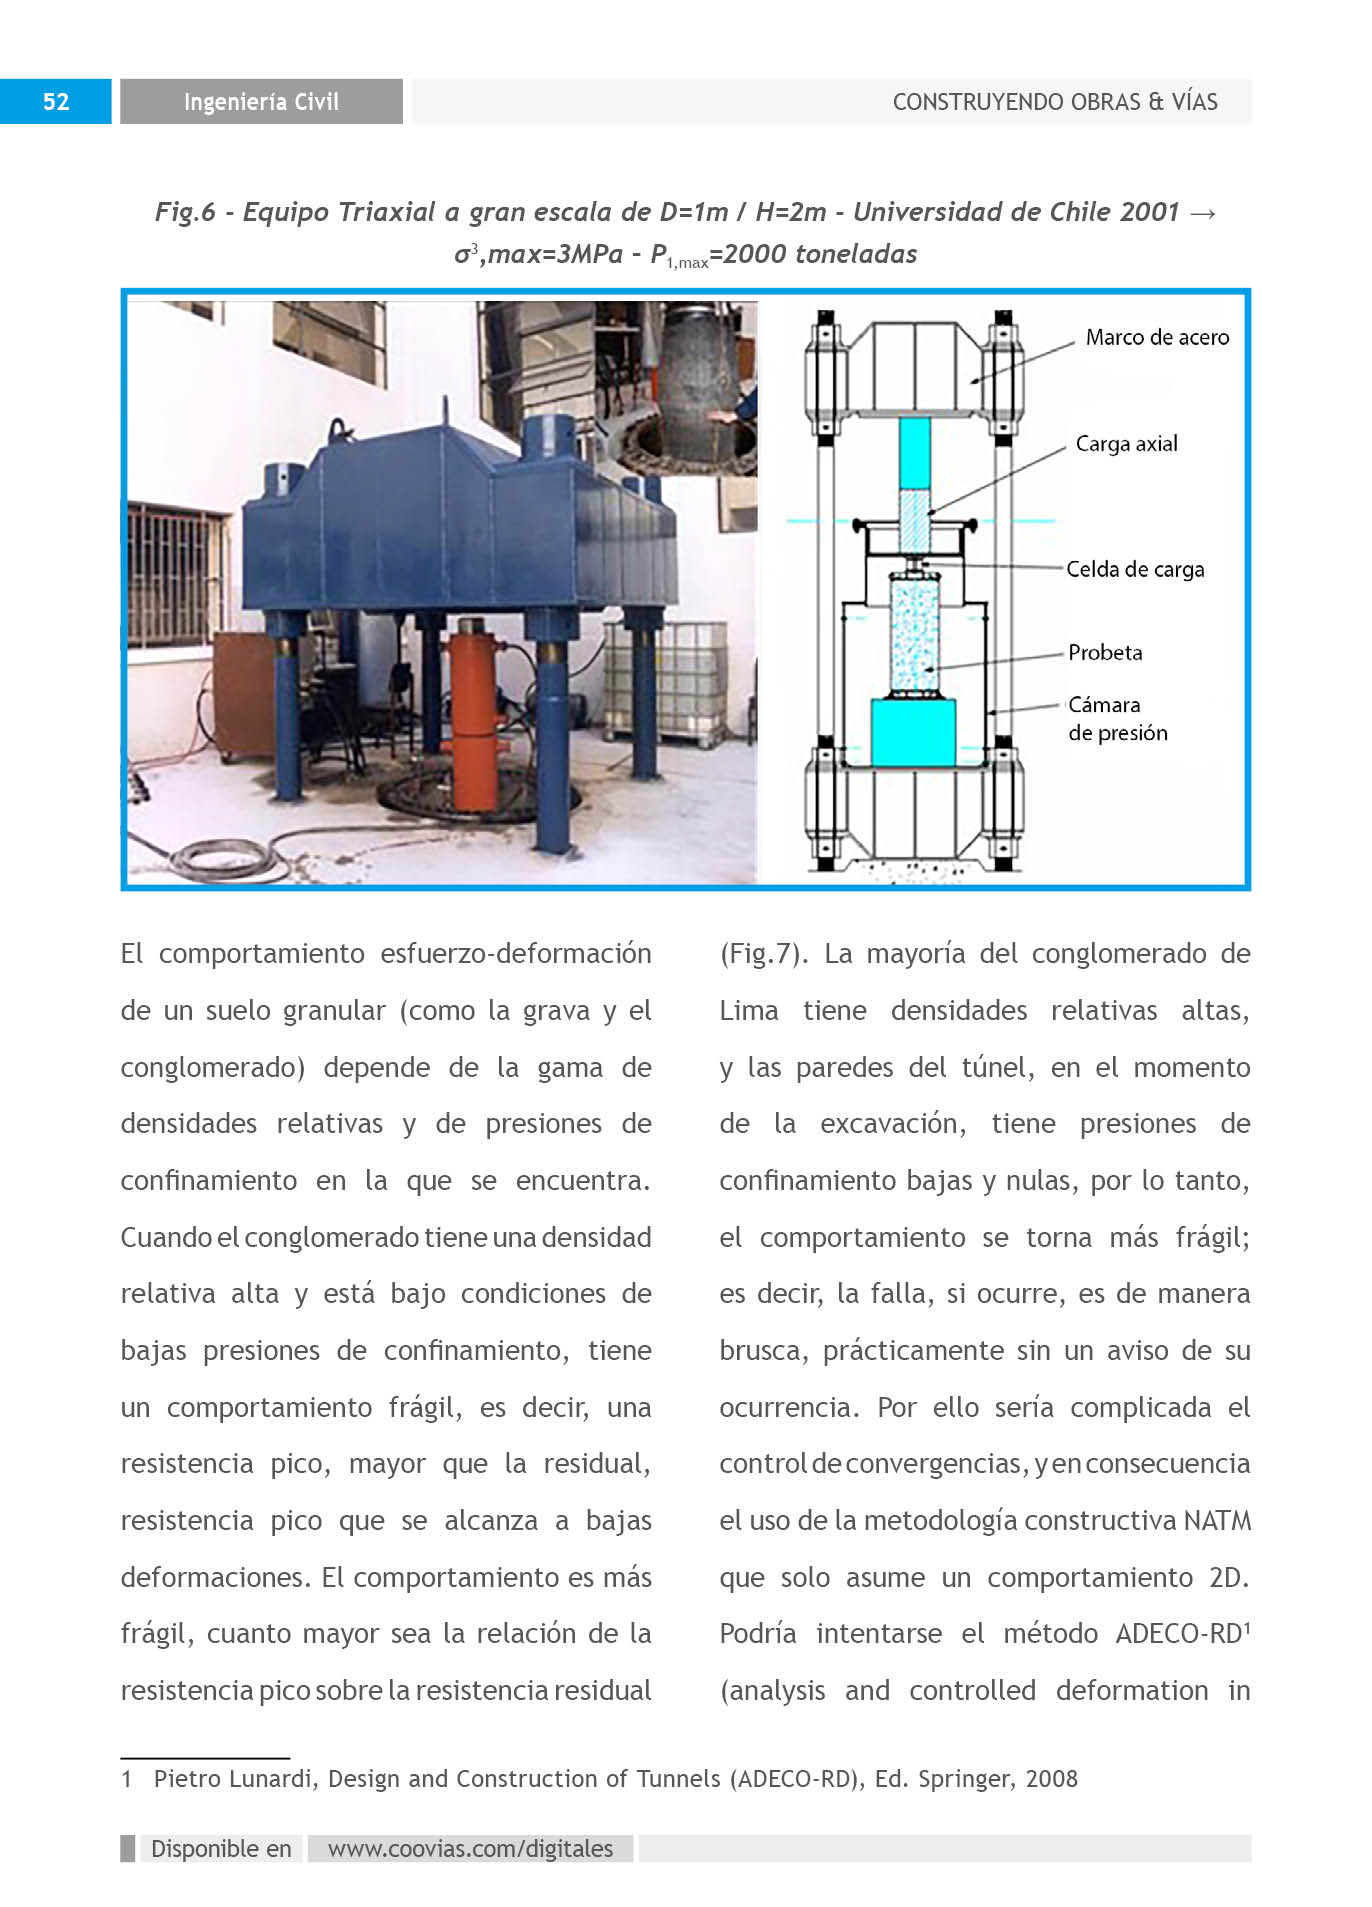 52
Ingeniería Civil
CONSTRUYENDO OBRAS & VÍAS
Fig.6 - Equipo Triaxial a gran escala de D=1m / H=2m - Universidad de Chile 2001 →
σ³,max=3MPa – P₁,ₘₐₓ=2000 toneladas
Marco de acero
Carga axial
Celda de carga
Probeta
Cámara
de presión
El comportamiento esfuerzo-deformación
de un suelo granular (como la grava y el
conglomerado) depende de la gama de
densidades relativas y de presiones de
confinamiento en la que se encuentra.
Cuando el conglomerado tiene una densidad
relativa alta y está bajo condiciones de
bajas presiones de confinamiento, tiene
un comportamiento frágil, es decir, una
resistencia pico, mayor que la residual,
resistencia pico que se alcanza a bajas
deformaciones. El comportamiento es más
frágil, cuanto mayor sea la relación de la
resistencia pico sobre la resistencia residual
(Fig.7). La mayoría del conglomerado de
Lima tiene densidades relativas altas,
y las paredes del túnel, en el momento
de la excavación, tiene presiones de
confinamiento bajas y nulas, por lo tanto,
el comportamiento se torna más frágil;
es decir, la falla, si ocurre, es de manera
brusca, prácticamente sin un aviso de su
ocurrencia. Por ello sería complicada el
control de convergencias, y en consecuencia
el uso de la metodología constructiva NATM
que solo asume un comportamiento 2D.
Podría intentarse el método ADECO-RD¹
(analysis and controlled deformation in
1 Pietro Lunardi, Design and Construction of Tunnels (ADECO-RD), Ed. Springer, 2008
Disponible en www.coovias.com/digitales